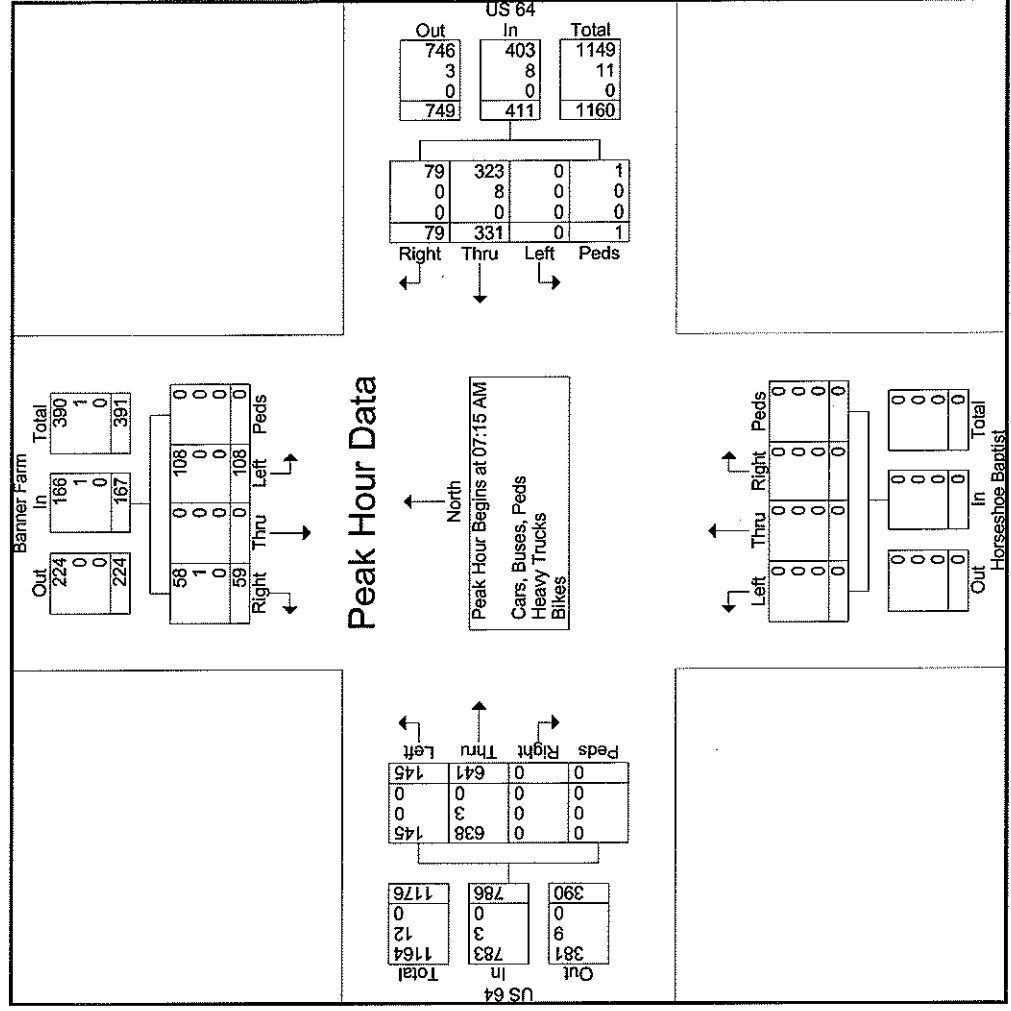 US 64
Out In Total
746 403 1149
3 8 11
0 0 0
749 411 1160
79 323 0 1
0 8 0 0
0 0 0 0
79 331 0 1
Right Thru Left Peds
Banner Farm
Out In Total
224 166 390
0 1 1
0 0 0
224 167 391
58 0 108 0
1 0 0 0
0 0 0 0
59 0 108 0
Right Thru Left Peds
Peak Hour Data
North
Peak Hour Begins at 07:15 AM
Cars, Buses, Peds
Heavy Trucks
Bikes
Left Thru Right Peds
0 0 0 0
0 0 0 0
0 0 0 0
0 0 0 0
0 0 0
0 0 0
0 0 0
0 0 0
Out In Total
Horseshoe Baptist
Peds Right Thru Left
0 0 641 145
0 0 0 0
0 0 3 0
0 0 638 145
390 786 1176
0 0 0
9 3 12
381 783 1164
Out In Total
US 64